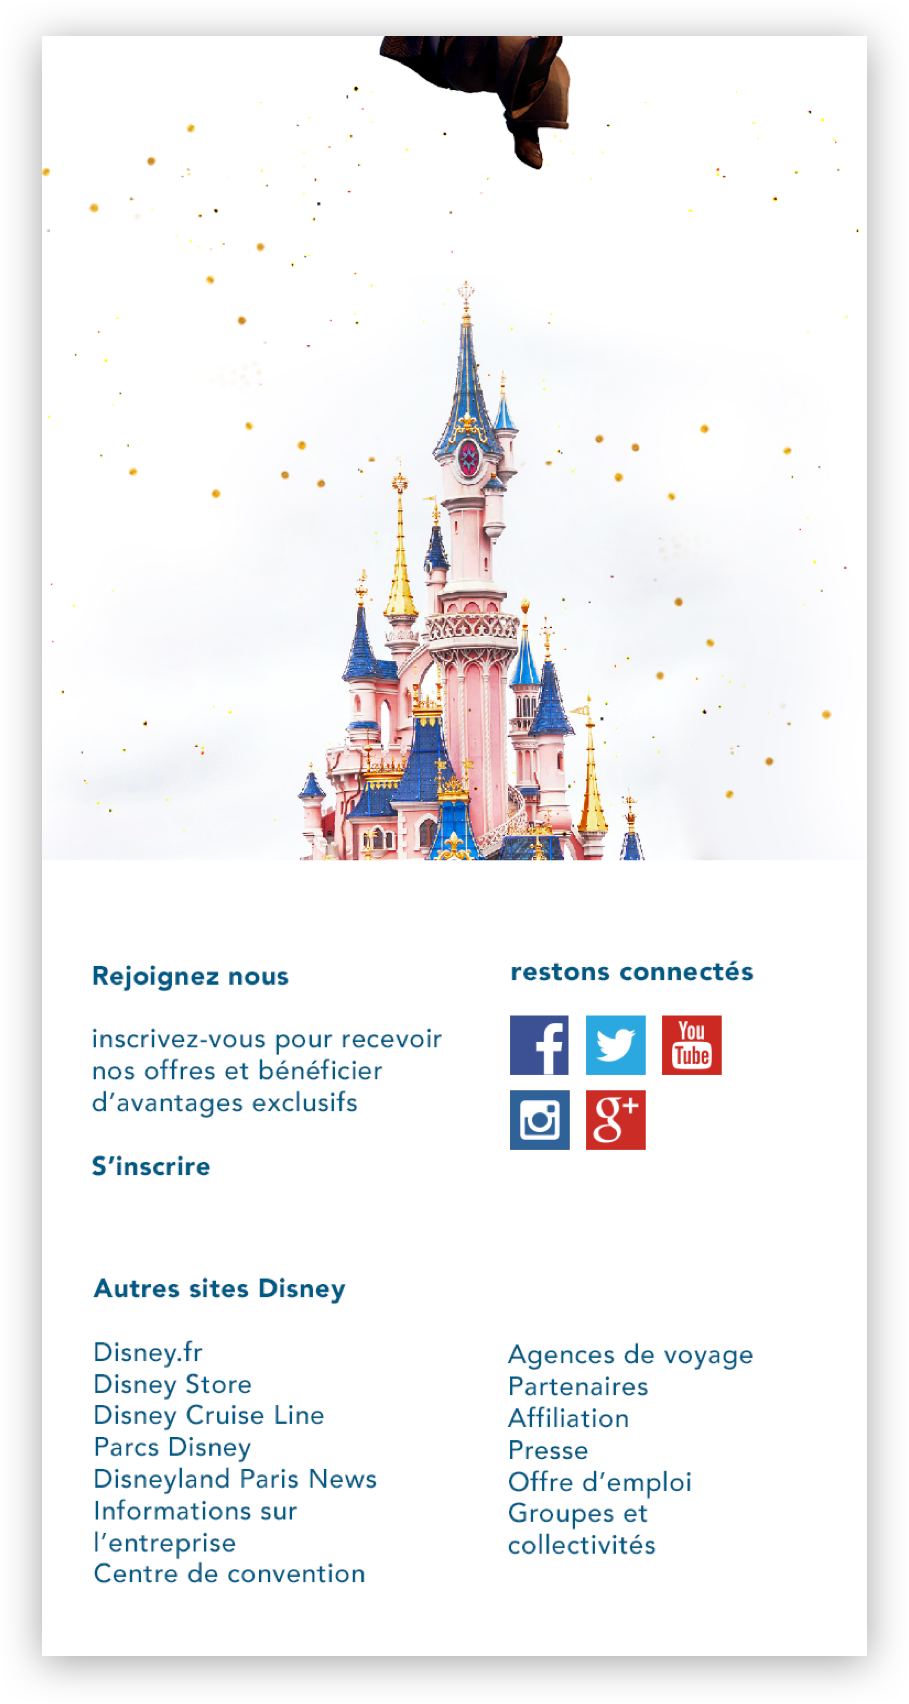 Rejoignez nous
inscrivez-vous pour recevoir
nos offres et bénéficier
d’avantages exclusifs
S’inscrire
restons connectés
You
Tube
g+
Autres sites Disney
Disney.fr
Disney Store
Disney Cruise Line
Parcs Disney
Disneyland Paris News
Informations sur
l’entreprise
Centre de convention
Agences de voyage
Partenaires
Affiliation
Presse
Offre d’emploi
Groupes et
collectivités